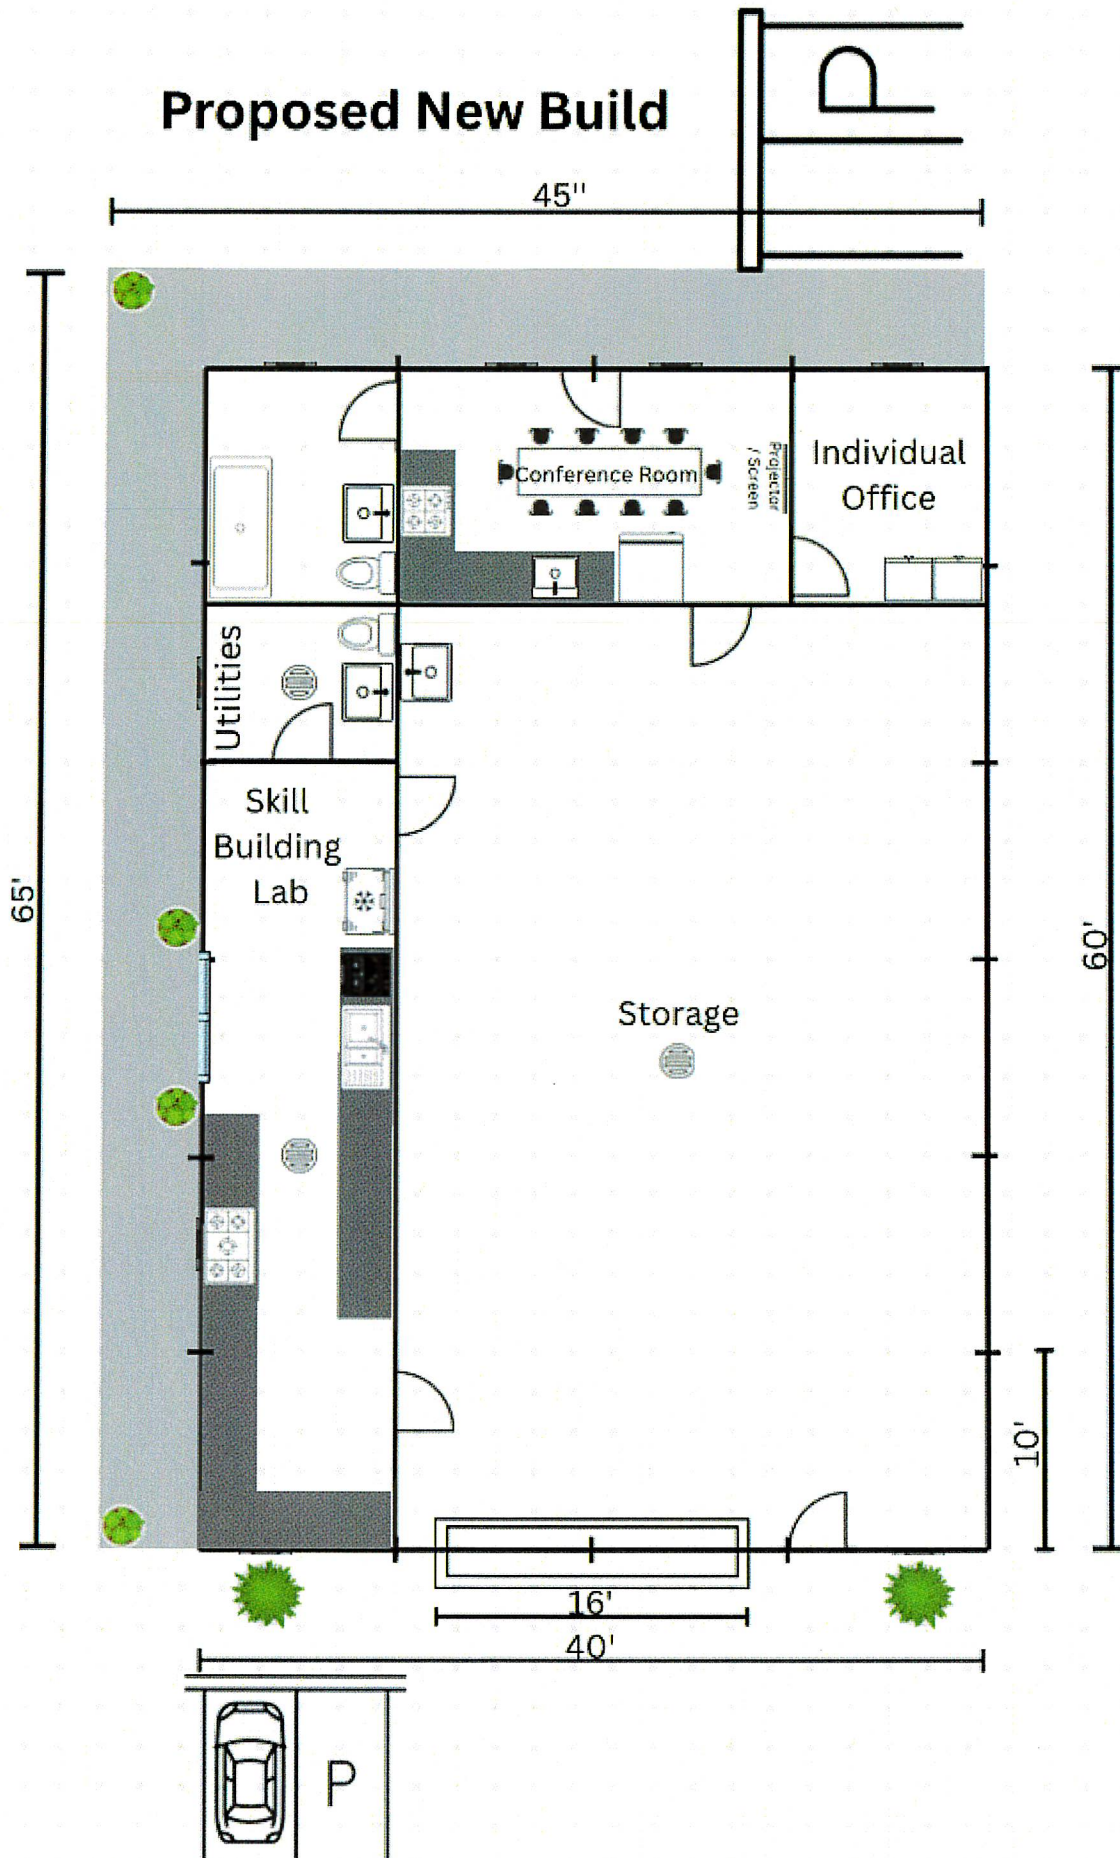 P
Proposed New Build
45"
Individual
Office
Conference Room
Projector
/ Screen
Utilities
Skill
Building
Lab
65'
60'
Storage
10'
16'
40'
P